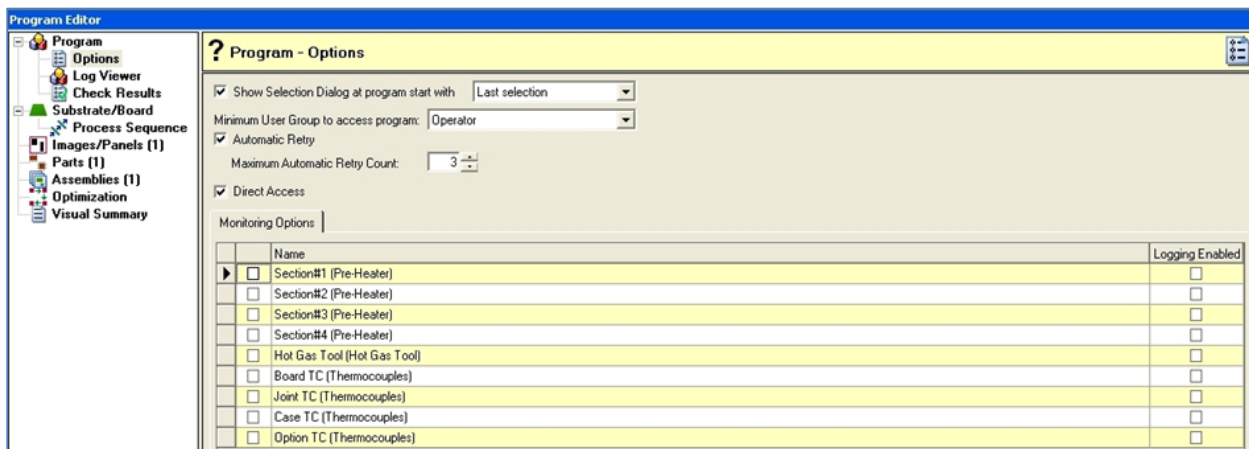 Program Editor
Program
Options
Log Viewer
Check Results
Substrate/Board
Process Sequence
Images/Panels (1)
Parts (1)
Assemblies (1)
Optimization
Visual Summary
? Program - Options
Show Selection Dialog at program start with Last selection
Minimum User Group to access program: Operator
Automatic Retry
Maximum Automatic Retry Count: 3
Direct Access
Monitoring Options
Name Logging Enabled
Section#1 (Pre-Heater)
Section#2 (Pre-Heater)
Section#3 (Pre-Heater)
Section#4 (Pre-Heater)
Hot Gas Tool (Hot Gas Tool)
Board TC (Thermocouples)
Joint TC (Thermocouples)
Case TC (Thermocouples)
Option TC (Thermocouples)